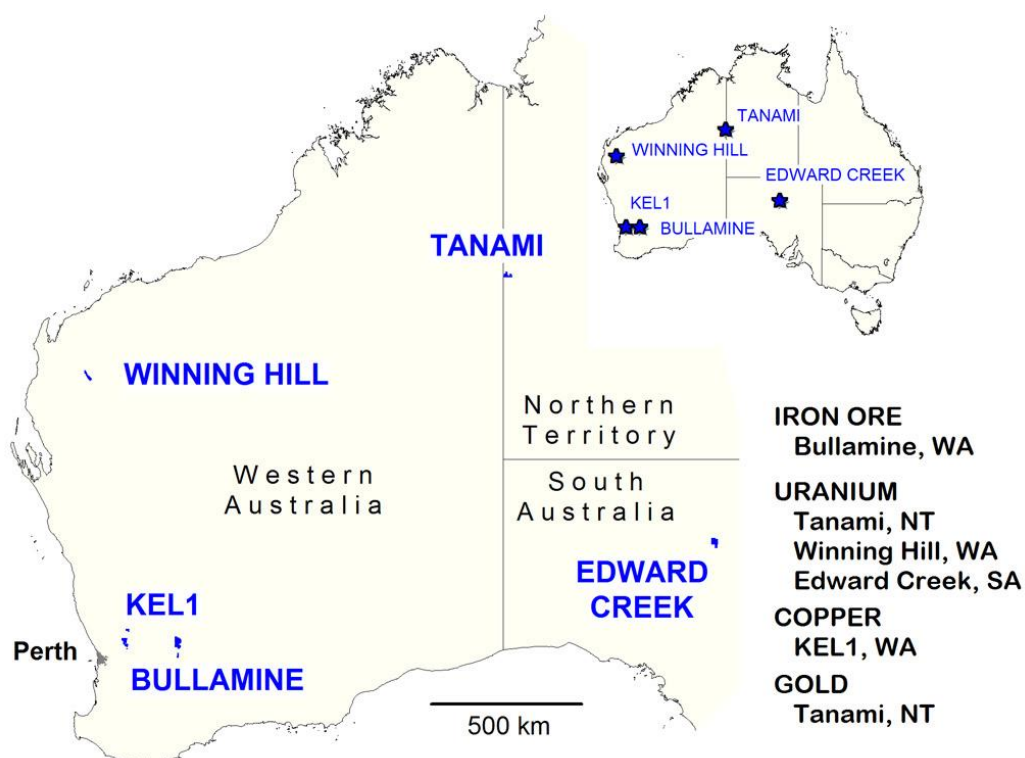 TANAMI
WINNING HILL
EDWARD CREEK
KEL1
BULLAMINE
TANAMI
WINNING HILL
Northern
Territory
Western
Australia
South
Australia
EDWARD
CREEK
KEL1
Perth
BULLAMINE
500 km
IRON ORE
Bullamine, WA
URANIUM
Tanami, NT
Winning Hill, WA
Edward Creek, SA
COPPER
KEL1, WA
GOLD
Tanami, NT